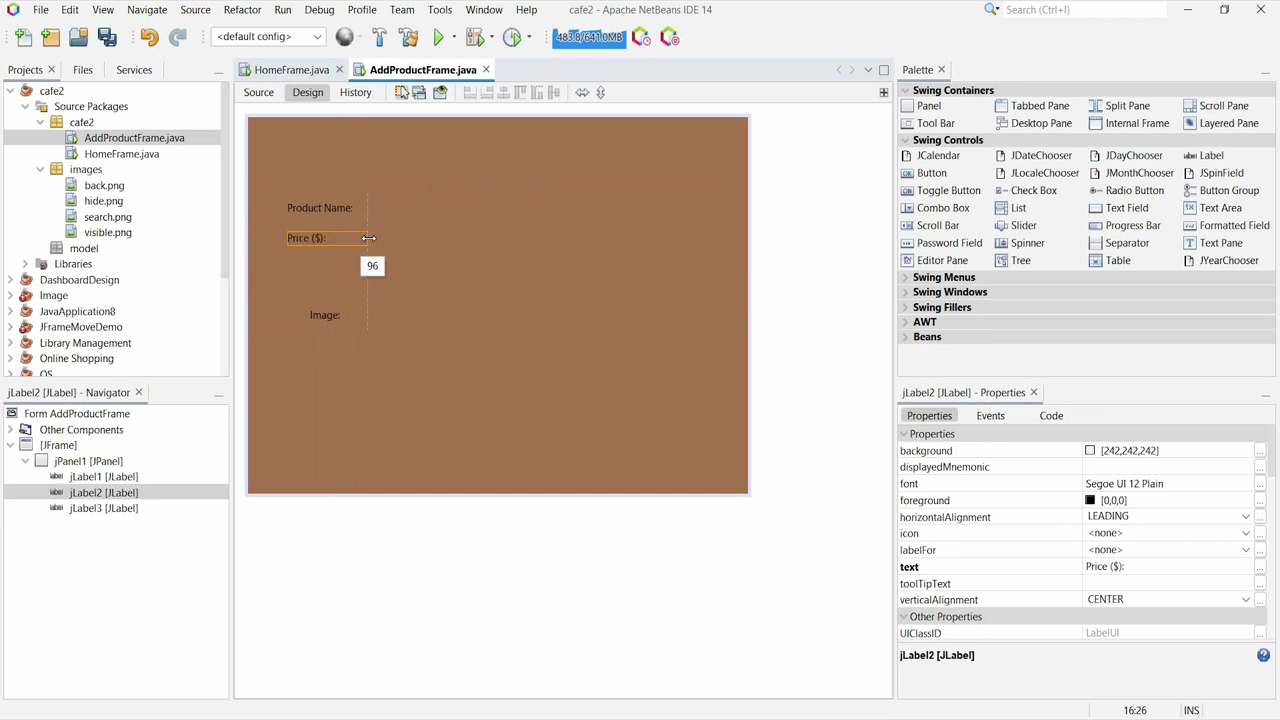 File Edit View Navigate Source Refactor Run Debug Profile Team Tools Window Help cafe2 - Apache NetBeans IDE 14 Search (Ctrl+I)
<default config> 483.8/641.0MB
Projects Files Services HomeFrame.java AddProductFrame.java Palette
Source Design History
cafe2
Source Packages
cafe2
AddProductFrame.java
HomeFrame.java
images
back.png
hide.png
search.png
visible.png
model
Libraries
DashboardDesign
Image
JavaApplication8
JFrameMoveDemo
Library Management
Online Shopping
OS
Product Name:
Price ($):
96
Image:
Swing Containers
Panel Tabbed Pane Split Pane Scroll Pane
Tool Bar Desktop Pane Internal Frame Layered Pane
Swing Controls
JCalendar JDateChooser JDayChooser Label
Button JLocaleChooser JMonthChooser JSpinField
Toggle Button Check Box Radio Button Button Group
Combo Box List Text Field Text Area
Scroll Bar Slider Progress Bar Formatted Field
Password Field Spinner Separator Text Pane
Editor Pane Tree Table JYearChooser
Swing Menus
Swing Windows
Swing Fillers
AWT
Beans
jLabel2 [JLabel] - Navigator
Form AddProductFrame
Other Components
[JFrame]
jPanel1 [JPanel]
jLabel1 [JLabel]
jLabel2 [JLabel]
jLabel3 [JLabel]
jLabel2 [JLabel] - Properties
Properties Events Code
Properties
background [242,242,242] ...
displayedMnemonic ...
font Segoe UI 12 Plain ...
foreground [0,0,0] ...
horizontalAlignment LEADING ...
icon <none> ...
labelFor <none> ...
text Price ($): ...
toolTipText ...
verticalAlignment CENTER ...
Other Properties
UIClassID LabelUI ...
jLabel2 [JLabel]
16:26 INS